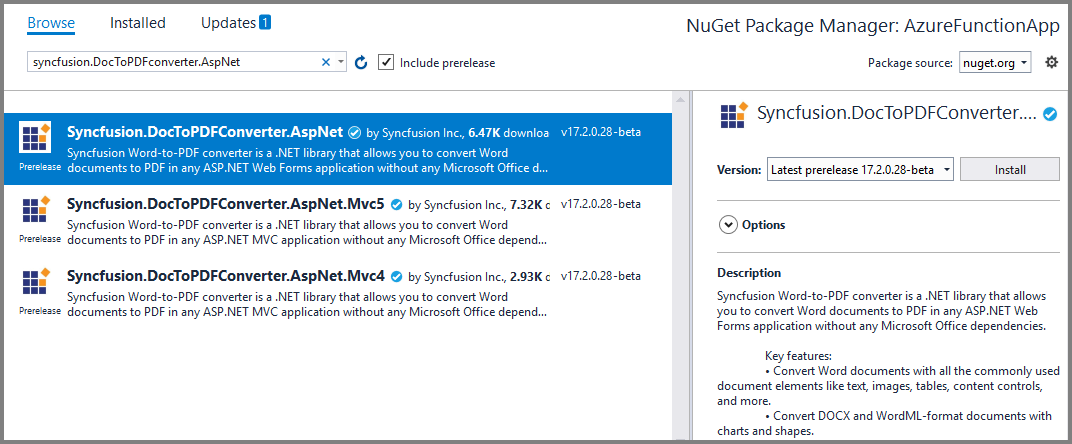 Browse Installed Updates 1
NuGet Package Manager: AzureFunctionApp
syncfusion.DocToPDFconverter.AspNet
Include prerelease
Package source: nuget.org
Syncfusion.DocToPDFConverter.AspNet by Syncfusion Inc., 6.47K downloa v17.2.0.28-beta
Prerelease
Syncfusion Word-to-PDF converter is a .NET library that allows you to convert Word
documents to PDF in any ASP.NET Web Forms application without any Microsoft Office d...
Syncfusion.DocToPDFConverter.AspNet.Mvc5 by Syncfusion Inc., 7.32K d v17.2.0.28-beta
Prerelease
Syncfusion Word-to-PDF converter is a .NET library that allows you to convert Word
documents to PDF in any ASP.NET MVC application without any Microsoft Office depend...
Syncfusion.DocToPDFConverter.AspNet.Mvc4 by Syncfusion Inc., 2.93K d v17.2.0.28-beta
Prerelease
Syncfusion Word-to-PDF converter is a .NET library that allows you to convert Word
documents to PDF in any ASP.NET MVC application without any Microsoft Office depend...
Syncfusion.DocToPDFConverter....
Version: Latest prerelease 17.2.0.28-beta Install
Options
Description
Syncfusion Word-to-PDF converter is a .NET library that allows
you to convert Word documents to PDF in any ASP.NET Web
Forms application without any Microsoft Office dependencies.
Key features:
• Convert Word documents with all the commonly used
document elements like text, images, tables, content controls,
and more.
• Convert DOCX and WordML-format documents with
charts and shapes.